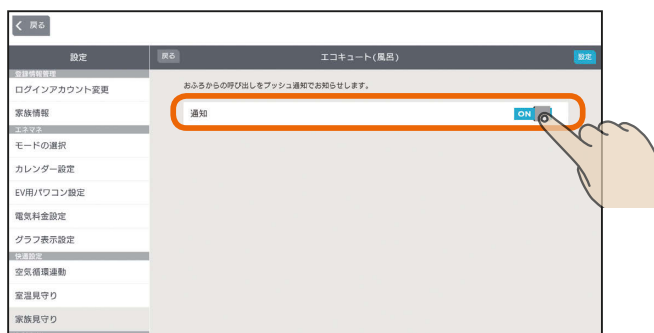 戻る
設定
戻る
エコキュート(風呂)
設定
登録情報管理
ログインアカウント変更
家族情報
エネマネ
モードの選択
カレンダー設定
EV用パワコン設定
電気料金設定
グラフ表示設定
快適設定
空気循環連動
室温見守り
家族見守り
おふろからの呼び出しをプッシュ通知でお知らせします。
通知
ON